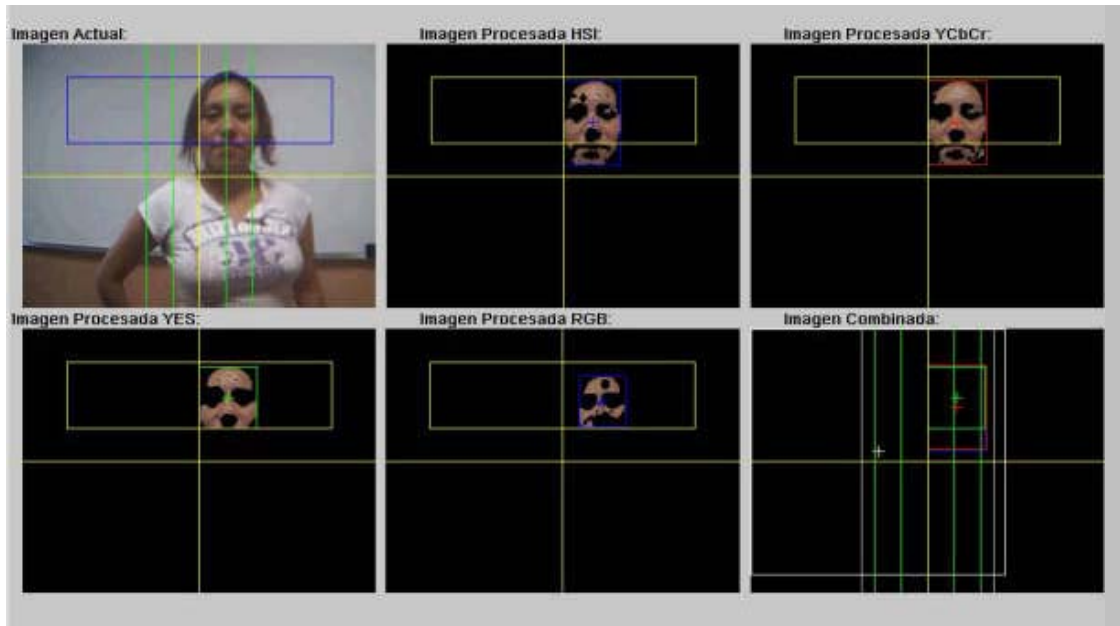 Imagen Actual:
Imagen Procesada HSI:
Imagen Procesada YCbCr:
Imagen Procesada YES:
Imagen Procesada RGB:
Imagen Combinada: